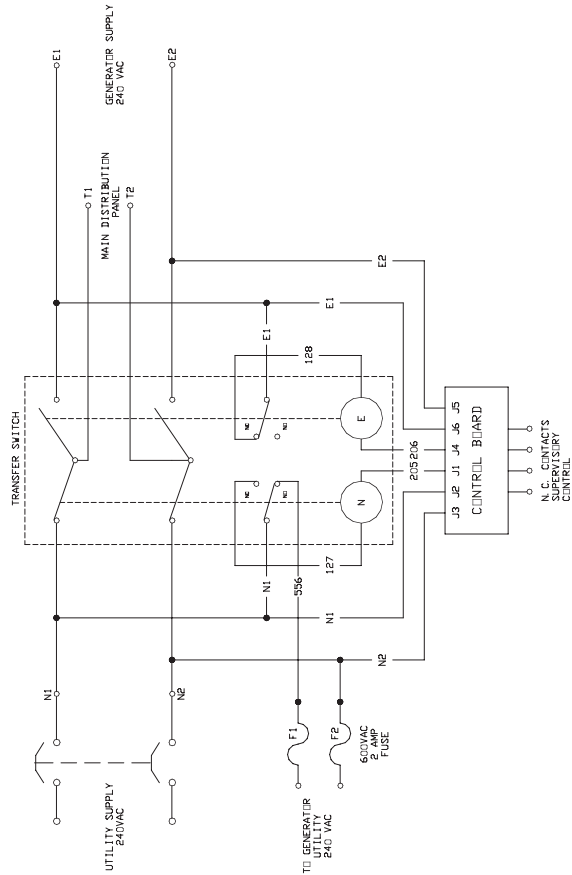 GENERATOR SUPPLY
240 VAC
E1
E2
MAIN DISTRIBUTION
PANEL
T1
T2
TRANSFER SWITCH
E2
E1
E1
128
NC
NO
E
NC
NO
N
205 206
J3 J2 J1 J4 J6 J5
CONTROL BOARD
N.C. CONTACTS
SUPERVISORY
CONTROL
127
N1
556
N1
N2
N1
N2
F1
F2
600VAC
2 AMP
FUSE
UTILITY SUPPLY
240VAC
TO GENERATOR
UTILITY
240 VAC